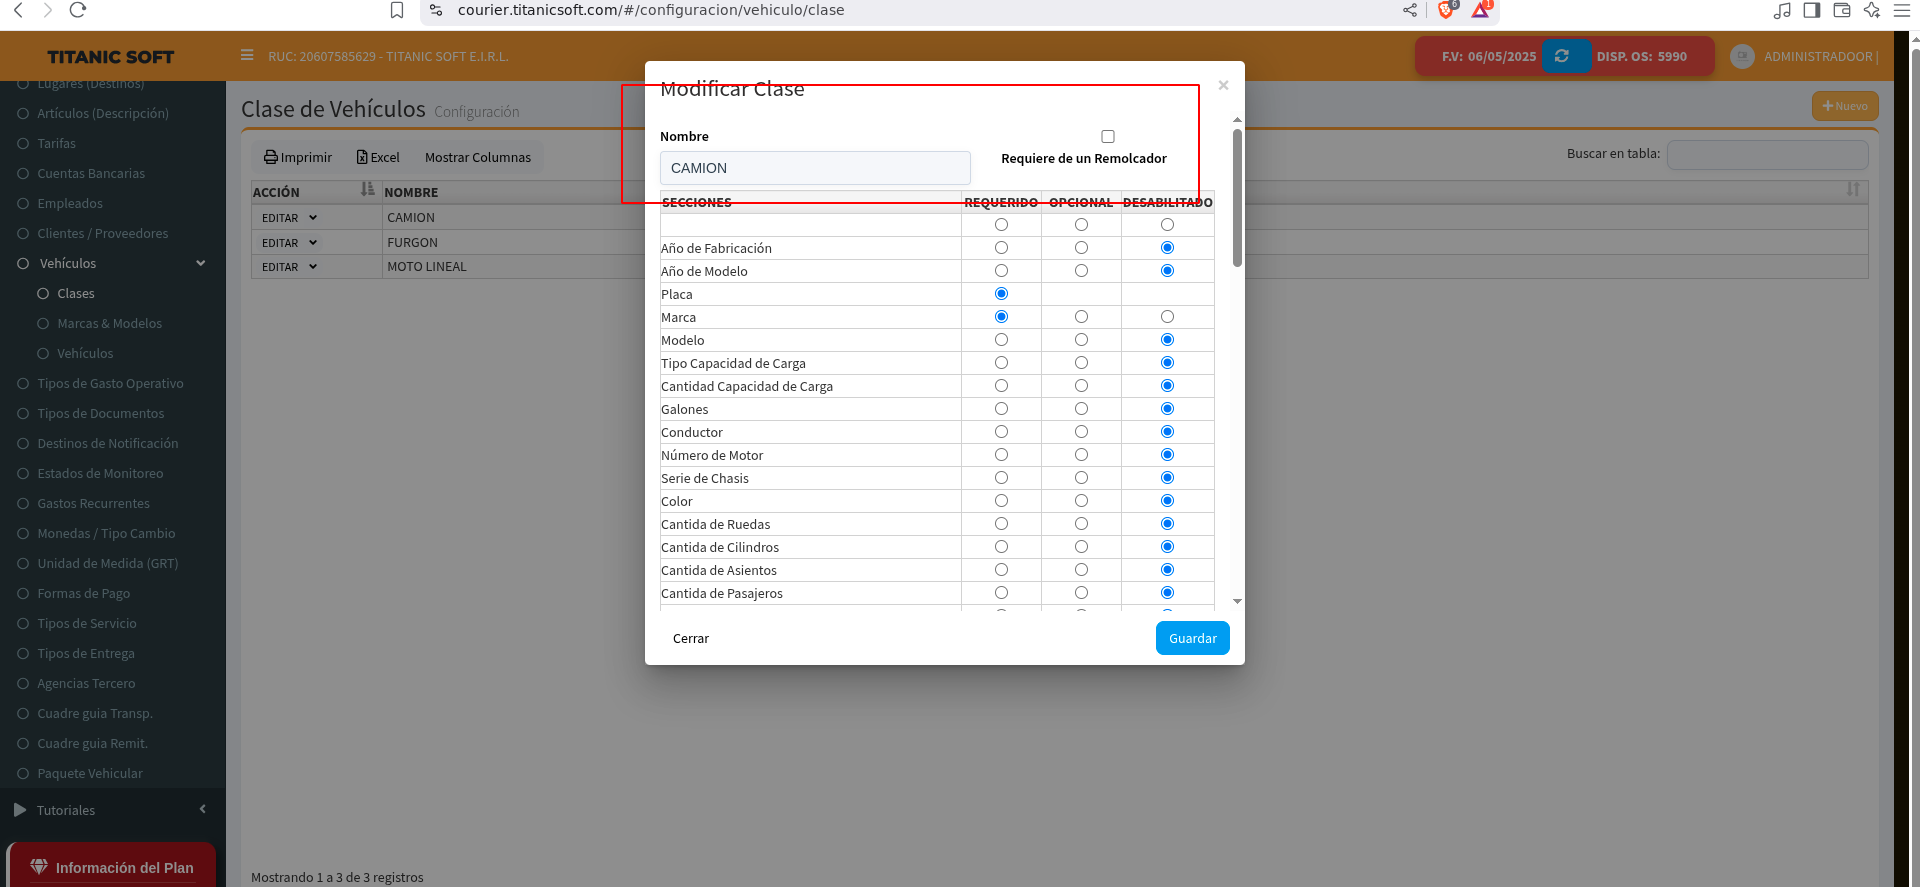 courier.titanicsoft.com/#/configuracion/vehiculo/clase
6
1
TITANIC SOFT
RUC: 20607585629 - TITANIC SOFT E.I.R.L.
F.V: 06/05/2025
DISP. OS: 5990
ADMINISTRADOOR |
Lugares (Destinos)
Artículos (Descripción)
Tarifas
Cuentas Bancarias
Empleados
Clientes / Proveedores
Vehículos
Clases
Marcas & Modelos
Vehículos
Tipos de Gasto Operativo
Tipos de Documentos
Destinos de Notificación
Estados de Monitoreo
Gastos Recurrentes
Monedas / Tipo Cambio
Unidad de Medida (GRT)
Formas de Pago
Tipos de Servicio
Tipos de Entrega
Agencias Tercero
Cuadre guia Transp.
Cuadre guia Remit.
Paquete Vehicular
Tutoriales
Información del Plan
Clase de Vehículos Configuración
Nuevo
Imprimir Excel Mostrar Columnas
Buscar en tabla:
ACCIÓN NOMBRE
EDITAR CAMION
EDITAR FURGON
EDITAR MOTO LINEAL
Mostrando 1 a 3 de 3 registros
Modificar Clase
×
Nombre
CAMION
Requiere de un Remolcador
SECCIONES REQUERIDO OPCIONAL DESABILITADO
Año de Fabricación
Año de Modelo
Placa
Marca
Modelo
Tipo Capacidad de Carga
Cantidad Capacidad de Carga
Galones
Conductor
Número de Motor
Serie de Chasis
Color
Cantida de Ruedas
Cantida de Cilindros
Cantida de Asientos
Cantida de Pasajeros
Cerrar
Guardar